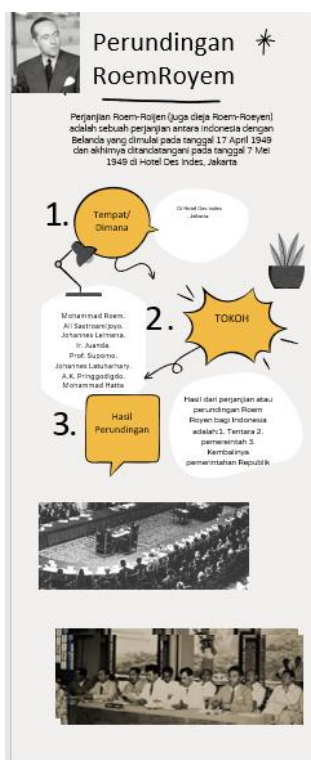 Perundingan
RoemRoyem
Perjanjian Roem-Roijen (juga dieja Roem-Roeyen)
adalah sebuah perjanjian antara Indonesia dengan
Belanda yang dimulai pada tanggal 17 April 1949
dan akhirnya ditandatangani pada tanggal 7 Mei
1949 di Hotel Des Indes, Jakarta
1.
Tempat/
Dimana
Di Hotel Des Indes
, Jakarta
2.
TOKOH
Mohammad Roem.
Ali Sastroamijoyo.
Johannes Leimena.
Ir. Juanda.
Prof. Supomo.
Johannes Latuharhary.
A.K. Pringgodigdo.
Mohammad Hatta
3.
Hasil
Perundingan
Hasil dari perjanjian atau
perundingan Roem
Royen bagi Indonesia
adalah:1. Tentara 2.
pemereintah 3.
Kembalinya
pemerintahan Republik